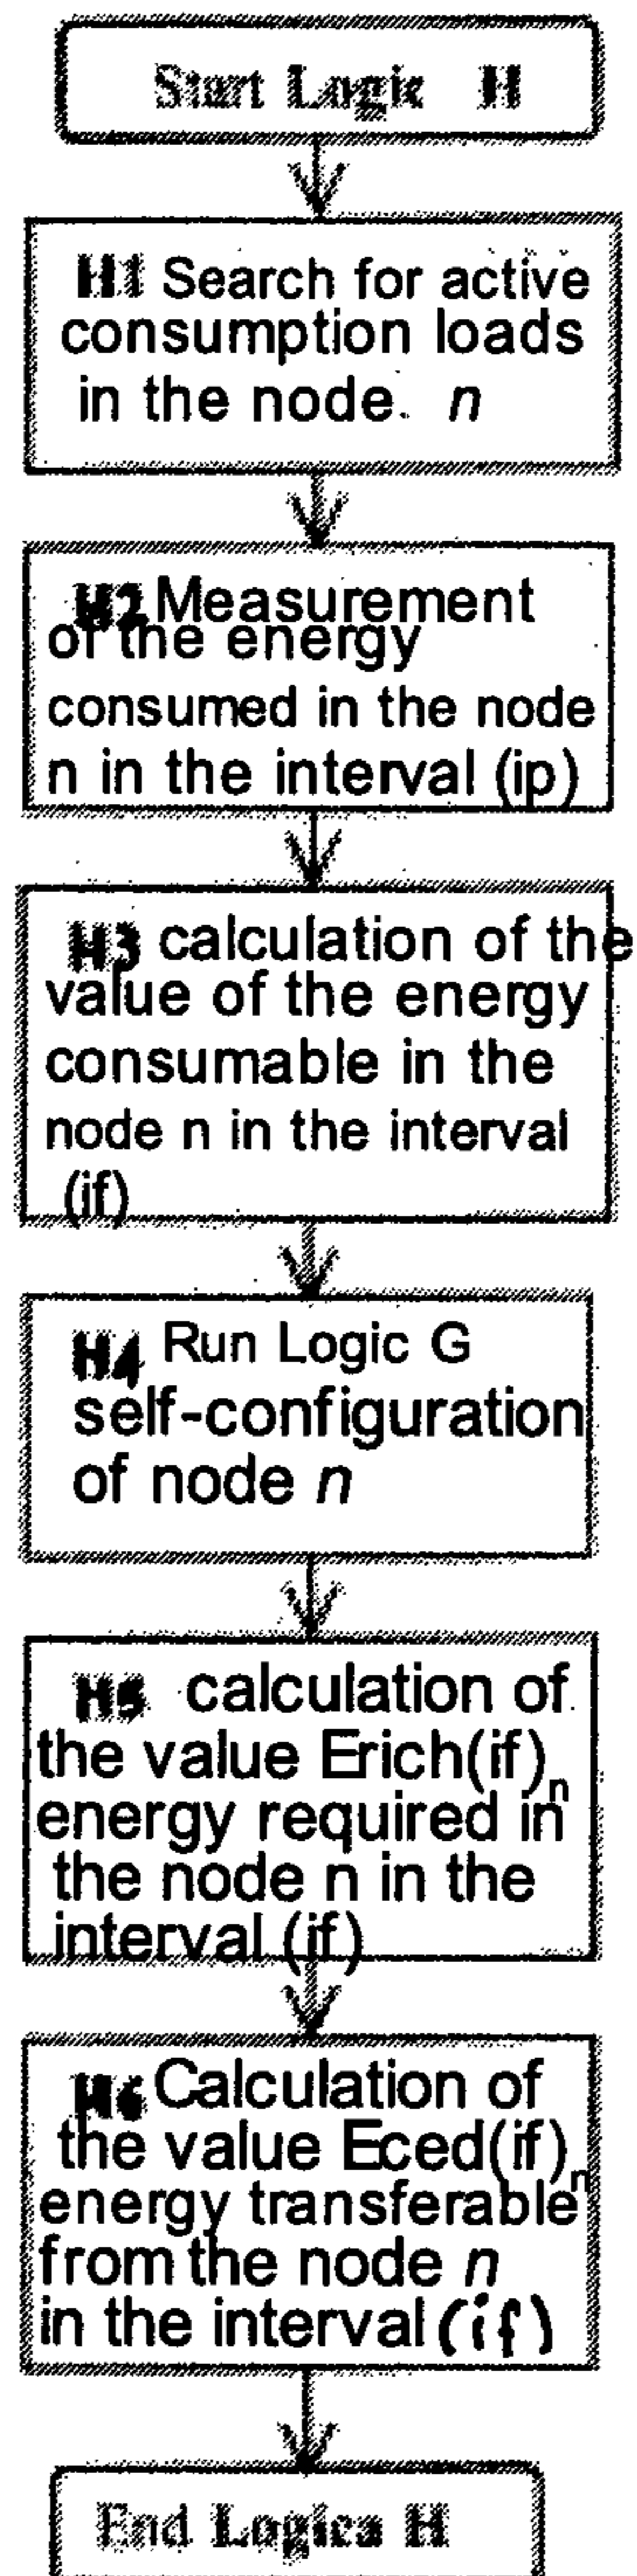 Start Logic H
H1 Search for active
consumption loads
in the node. n
H2 Measurement
of the energy
consumed in the node
n in the interval (ip)
H3 calculation of the
value of the energy
consumable in the
node n in the interval
(if)
H4 Run Logic G
self-configuration
of node n
H5 calculation of
the value Erich(if)n
energy required in
the node n in the
interval (if)
H6 Calculation of
the value Eced(if)n
energy transferable
from the node n
in the interval (if)
End Logica H